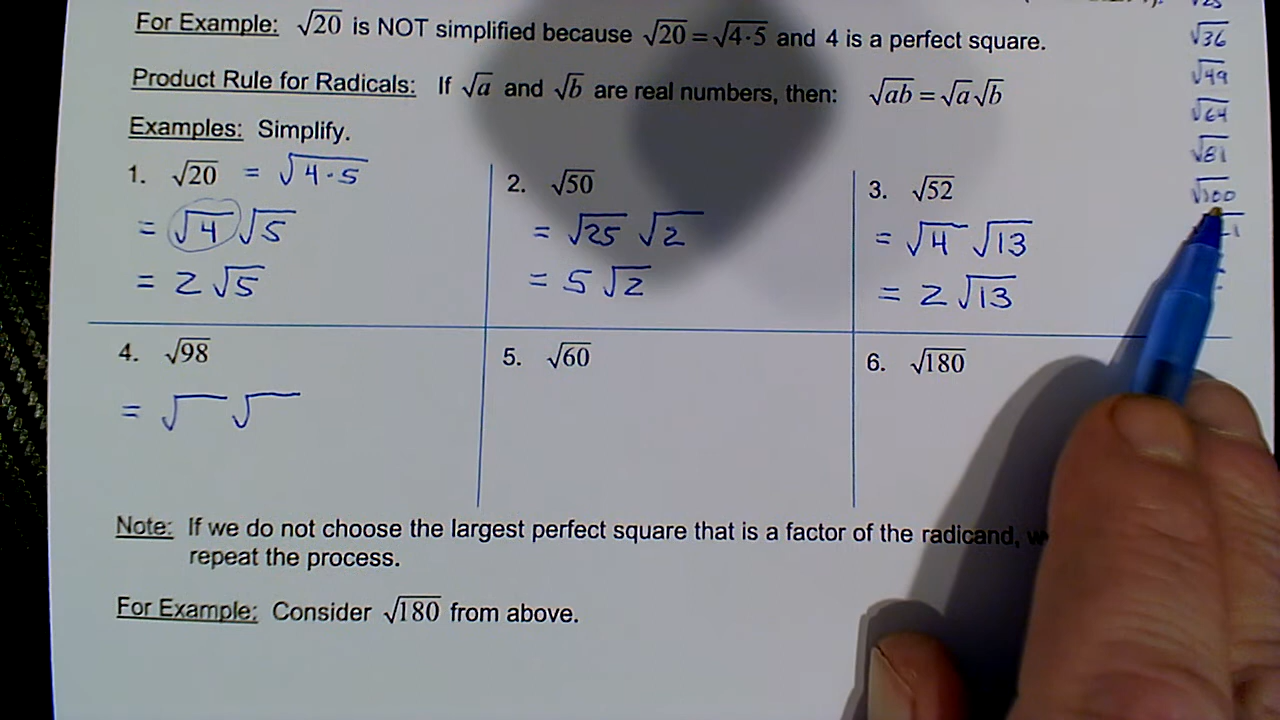 √25
For Example: √20 is NOT simplified because √20 = √4·5 and 4 is a perfect square.
√36
√49
Product Rule for Radicals: If √a and √b are real numbers, then: √ab = √a√b
√64
Examples: Simplify.
√81
1. √20 = √4·5
= √4 √5
= 2√5
2. √50
= √25 √2
= 5√2
3. √52
= √4 √13
= 2√13
√100
4. √98
= √ √
5. √60
6. √180
Note: If we do not choose the largest perfect square that is a factor of the radicand,
repeat the process.
For Example: Consider √180 from above.